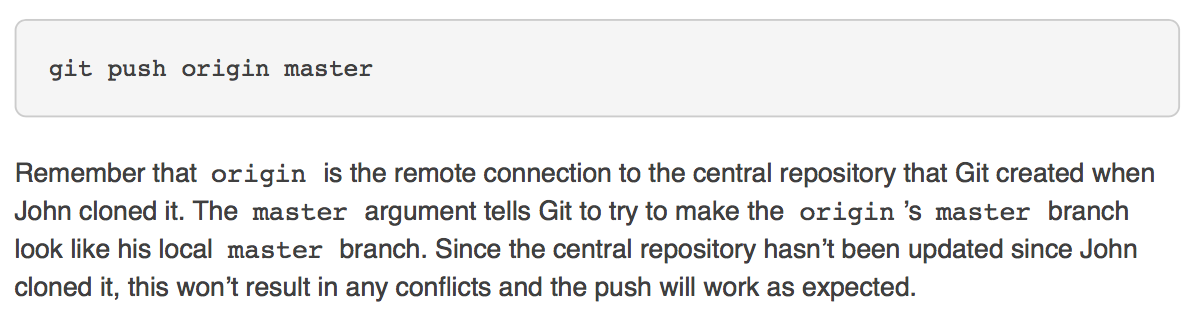 git push origin master
Remember that origin is the remote connection to the central repository that Git created when
John cloned it. The master argument tells Git to try to make the origin ’s master branch
look like his local master branch. Since the central repository hasn’t been updated since John
cloned it, this won’t result in any conflicts and the push will work as expected.